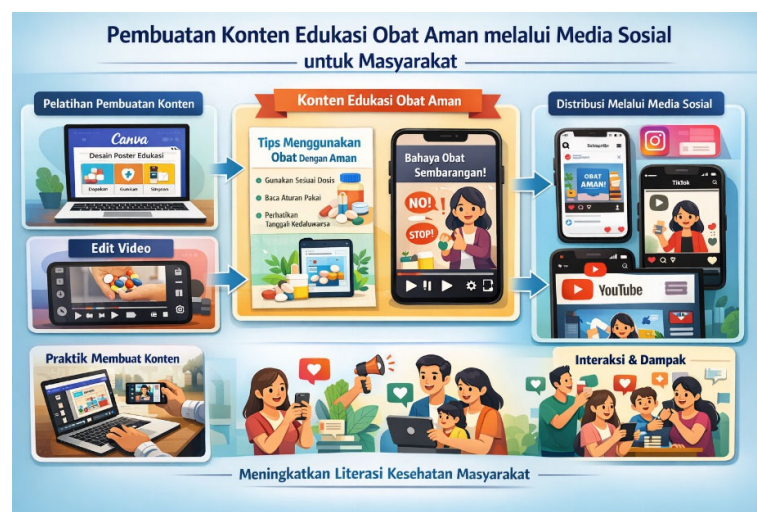 Pembuatan Konten Edukasi Obat Aman melalui Media Sosial
untuk Masyarakat
Pelatihan Pembuatan Konten
Canva
Desain Poster Edukasi
Edit Video
Konten Edukasi Obat Aman
Tips Menggunakan
Obat Dengan Aman
Gunakan Sesuai Dosis
Baca Aturan Pakai
Perhatikan
Tanggali Kedaluwarsa
Bahaya Obat
Sembarangan!
NO!
STOP!
Distribusi Melalui Media Sosial
OBAT
AMAN!
TikTok
YouTube
Praktik Membuat Konten
Interaksi & Dampak
Meningkatkan Literasi Kesehatan Masyarakat